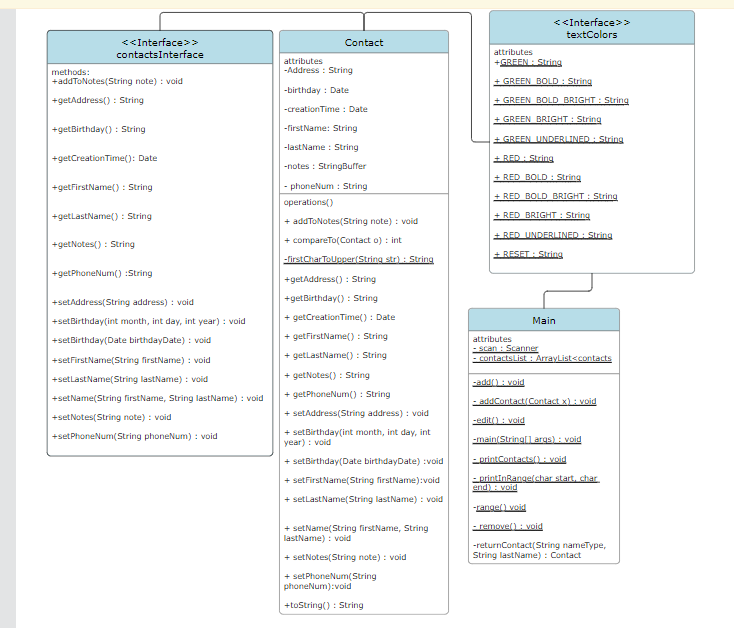 <<Interface>>
contactsInterface
methods:
+addToNotes(String note) : void
+getAddress() : String
+getBirthday() : String
+getCreationTime(): Date
+getFirstName() : String
+getLastName() : String
+getNotes() : String
+getPhoneNum() :String
+setAddress(String address) : void
+setBirthday(int month, int day, int year) : void
+setBirthday(Date birthdayDate) : void
+setFirstName(String firstName) : void
+setLastName(String lastName) : void
+setName(String firstName, String lastName) : void
+setNotes(String note) : void
+setPhoneNum(String phoneNum) : void
Contact
attributes
-Address : String
-birthday : Date
-creationTime : Date
-firstName: String
-lastName : String
-notes : StringBuffer
- phoneNum : String
operations()
+ addToNotes(String note) : void
+ compareTo(Contact o) : int
-firstCharToUpper(String str) : String
+getAddress() : String
+getBirthday() : String
+ getCreationTime() : Date
+ getFirstName() : String
+ getLastName() : String
+ getNotes() : String
+ getPhoneNum() : String
+ setAddress(String address) : void
+ setBirthday(int month, int day, int
year) : void
+ setBirthday(Date birthdayDate) :void
+ setFirstName(String firstName):void
+ setLastName(String lastName) : void
+ setName(String firstName, String
lastName) : void
+ setNotes(String note) : void
+ setPhoneNum(String
phoneNum):void
+toString() : String
<<Interface>>
textColors
attributes
+GREEN : String
+ GREEN_BOLD : String
+ GREEN_BOLD_BRIGHT : String
+ GREEN_BRIGHT : String
+ GREEN_UNDERLINED : String
+ RED : String
+ RED_BOLD : String
+ RED_BOLD_BRIGHT : String
+ RED_BRIGHT : String
+ RED_UNDERLINED : String
+ RESET : String
Main
attributes
- scan : Scanner
- contactsList : ArrayList<contacts
-add() : void
- addContact(Contact x) : void
-edit() : void
-main(String[] args) : void
- printContacts() : void
- printInRange(char start, char
end) : void
-range() void
- remove() : void
-returnContact(String nameType,
String lastName) : Contact